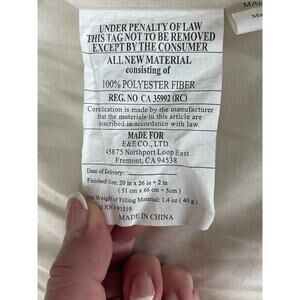 UNDER PENALTY OF LAW
THIS TAG NOT TO BE REMOVED
EXCEPT BY THE CONSUMER
ALL NEW MATERIAL
consisting of
100% POLYESTER FIBER
REG. NO CA 35992 (RC)
Certification is made by the manufacturer
that the materials in this article are
described in accordance with law.
MADE FOR
E&E CO., LTD
45875 Northport Loop East
Fremont, CA 94538
Date of Delivery:
Finished Size: 20 in x 26 in + 2 in
(51 cm x 66 cm + 5cm)
Net Weight of Filling Material: 1.4 oz (40 g)
RN #91519
MADE IN CHINA